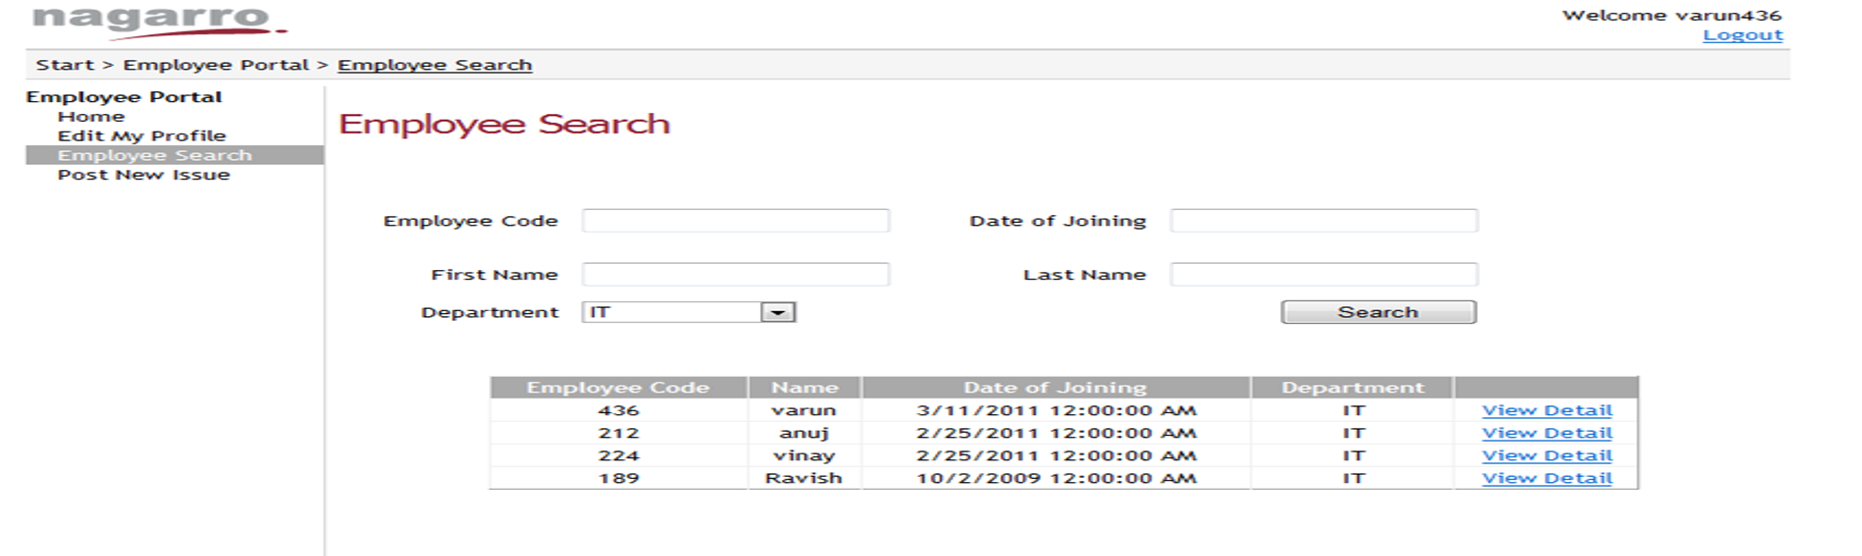 nagarro
Welcome varun436
Logout
Start > Employee Portal > Employee Search
Employee Portal
Home
Edit My Profile
Employee Search
Post New Issue
Employee Search
Employee Code
Date of Joining
First Name
Last Name
Department IT
Search
Employee Code Name Date of Joining Department
436 varun 3/11/2011 12:00:00 AM IT View Detail
212 anuj 2/25/2011 12:00:00 AM IT View Detail
224 vinay 2/25/2011 12:00:00 AM IT View Detail
189 Ravish 10/2/2009 12:00:00 AM IT View Detail